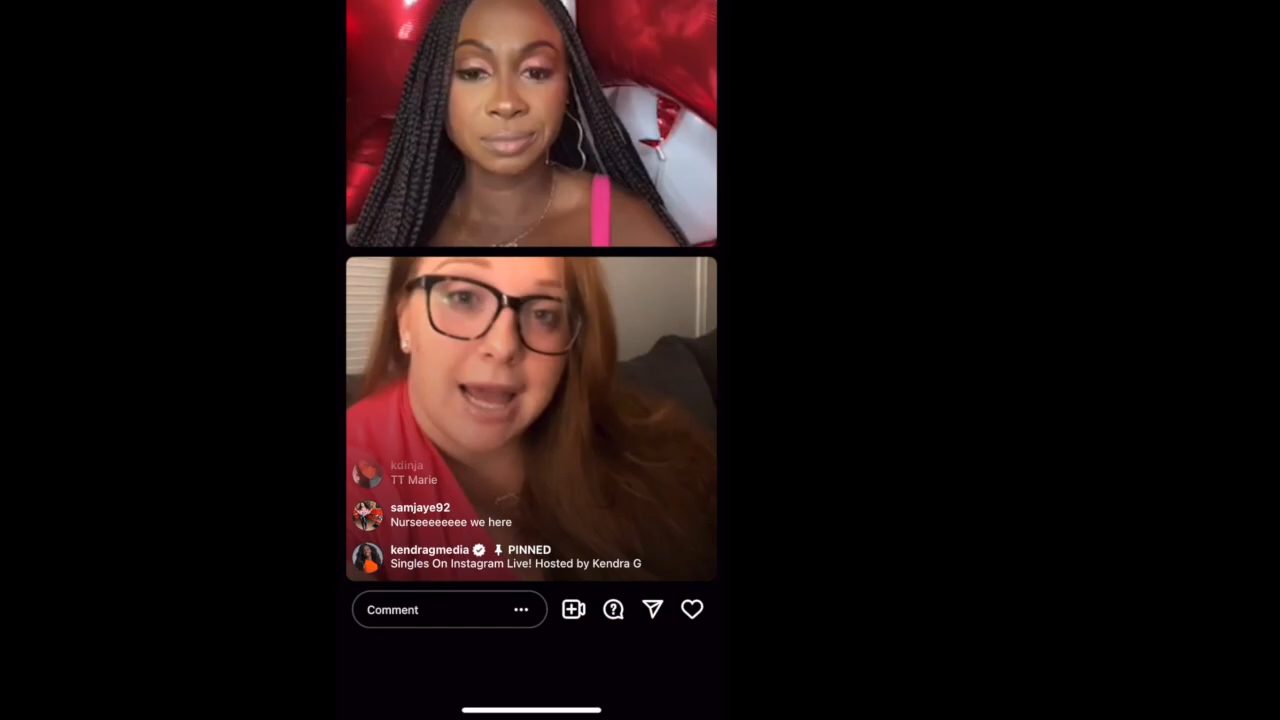 kdinja
TT Marie
samjaye92
Nurseeeeeeee we here
kendragmedia PINNED
Singles On Instagram Live! Hosted by Kendra G
Comment